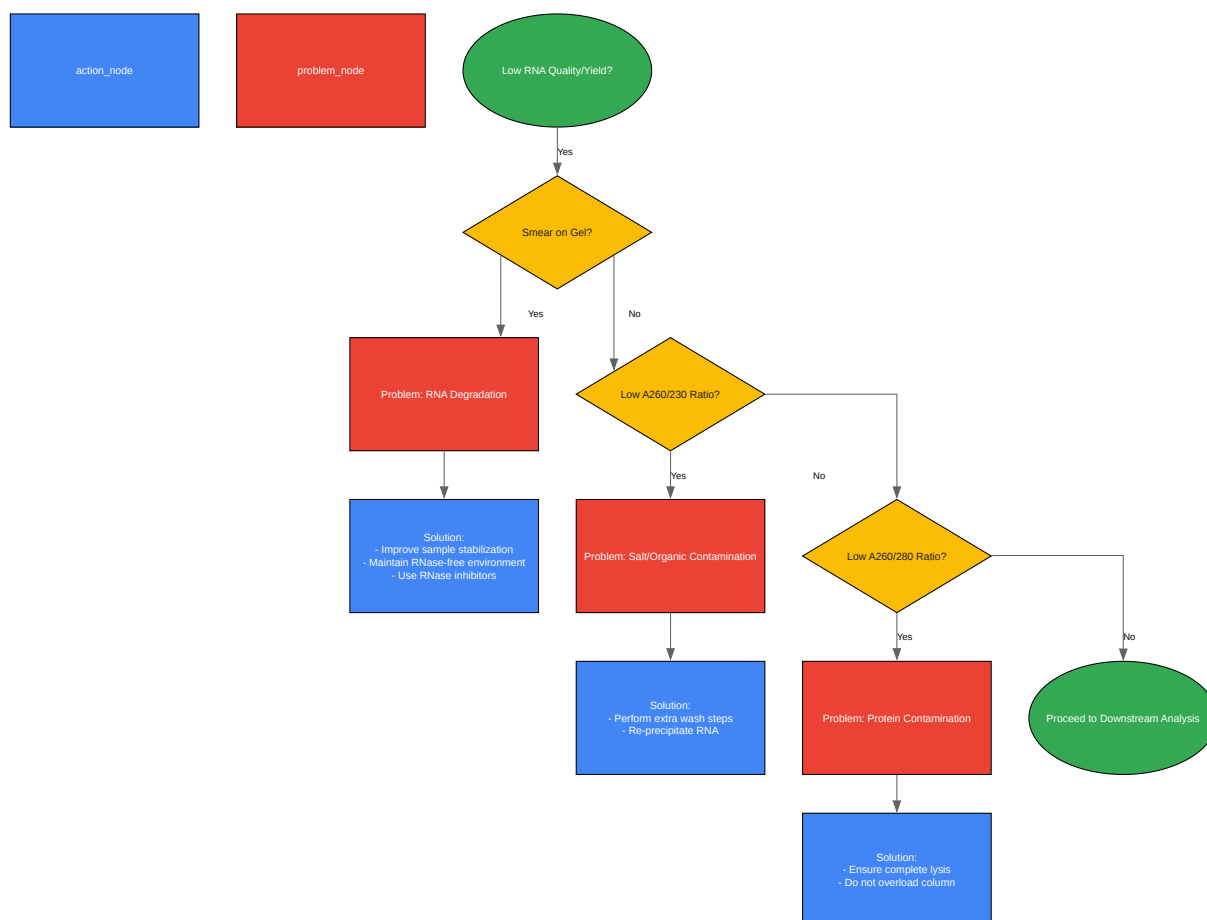 action_node
problem_node
Low RNA Quality/Yield?
Yes
Smear on Gel?
Yes
No
Problem: RNA Degradation
Low A260/230 Ratio?
Yes
No
Solution:
- Improve sample stabilization
- Maintain RNase-free environment
- Use RNase inhibitors
Problem: Salt/Organic Contamination
Low A260/280 Ratio?
Yes
No
Solution:
- Perform extra wash steps
- Re-precipitate RNA
Problem: Protein Contamination
Proceed to Downstream Analysis
Solution:
- Ensure complete lysis
- Do not overload column